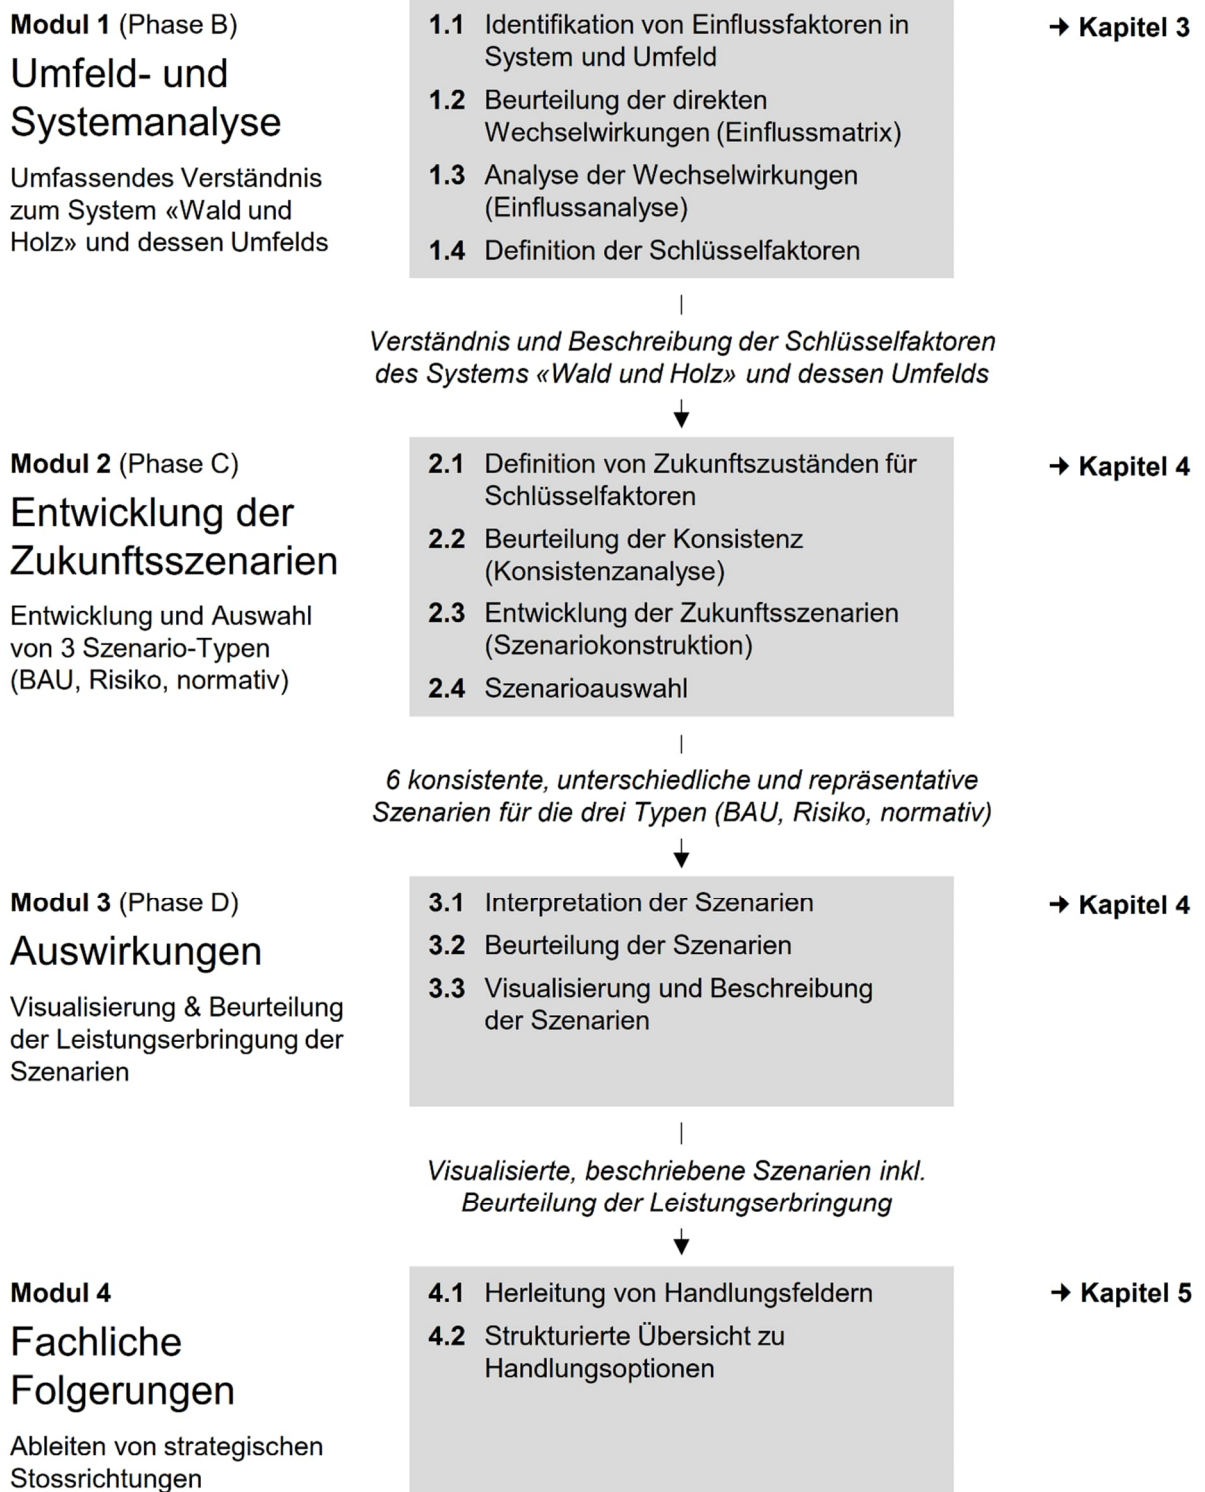 Modul 1 (Phase B)
Umfeld- und
Systemanalyse
Umfassendes Verständnis
zum System «Wald und
Holz» und dessen Umfelds
1.1 Identifikation von Einflussfaktoren in
System und Umfeld
1.2 Beurteilung der direkten
Wechselwirkungen (Einflussmatrix)
1.3 Analyse der Wechselwirkungen
(Einflussanalyse)
1.4 Definition der Schlüsselfaktoren
→ Kapitel 3
Verständnis und Beschreibung der Schlüsselfaktoren
des Systems «Wald und Holz» und dessen Umfelds
Modul 2 (Phase C)
Entwicklung der
Zukunftsszenarien
Entwicklung und Auswahl
von 3 Szenario-Typen
(BAU, Risiko, normativ)
2.1 Definition von Zukunftszuständen für
Schlüsselfaktoren
2.2 Beurteilung der Konsistenz
(Konsistenzanalyse)
2.3 Entwicklung der Zukunftsszenarien
(Szenariokonstruktion)
2.4 Szenarioauswahl
→ Kapitel 4
6 konsistente, unterschiedliche und repräsentative
Szenarien für die drei Typen (BAU, Risiko, normativ)
Modul 3 (Phase D)
Auswirkungen
Visualisierung & Beurteilung
der Leistungserbringung der
Szenarien
3.1 Interpretation der Szenarien
3.2 Beurteilung der Szenarien
3.3 Visualisierung und Beschreibung
der Szenarien
→ Kapitel 4
Visualisierte, beschriebene Szenarien inkl.
Beurteilung der Leistungserbringung
Modul 4
Fachliche
Folgerungen
Ableiten von strategischen
Stossrichtungen
4.1 Herleitung von Handlungsfeldern
4.2 Strukturierte Übersicht zu
Handlungsoptionen
→ Kapitel 5